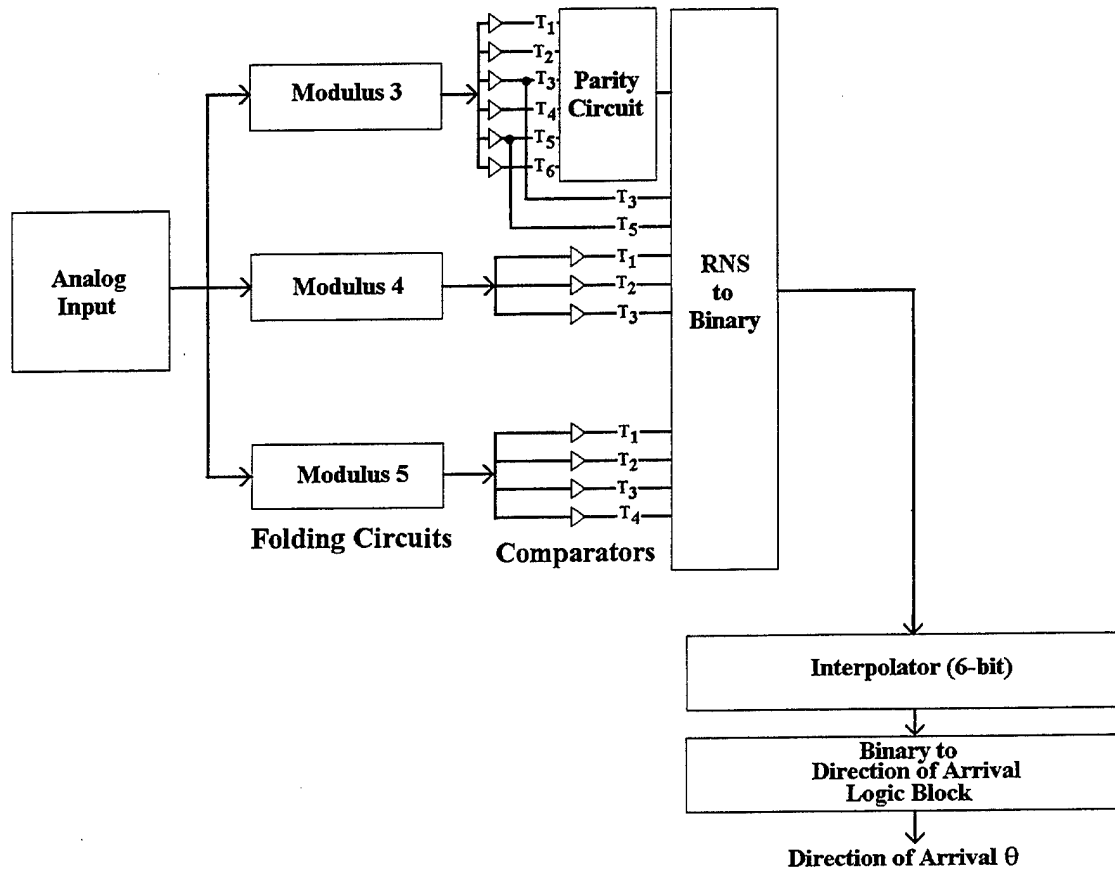 Analog
Input
Modulus 3
Modulus 4
Modulus 5
Folding Circuits
T1
T2
T3
T4
T5
T6
Parity
Circuit
T3
T5
T1
T2
T3
T1
T2
T3
T4
Comparators
RNS
to
Binary
Interpolator (6-bit)
Binary to
Direction of Arrival
Logic Block
Direction of Arrival θ